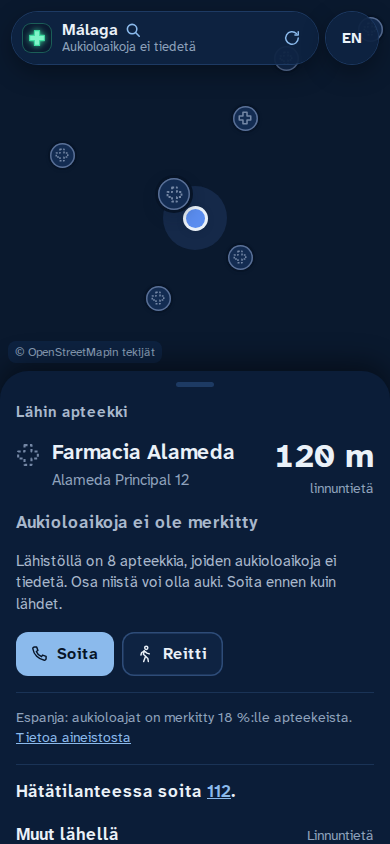 Málaga
Aukioloaikoja ei tiedetä
EN
© OpenStreetMapin tekijät
Lähin apteekki
Farmacia Alameda
120 m
Alameda Principal 12
linnuntietä
Aukioloaikoja ei ole merkitty
Lähistöllä on 8 apteekkia, joiden aukioloaikoja ei
tiedetä. Osa niistä voi olla auki. Soita ennen kuin
lähdet.
Soita
Reitti
Espanja: aukioloajat on merkitty 18 %:lle apteekeista.
Tietoa aineistosta
Hätätilanteessa soita 112.
Muut lähellä
Linnuntietä